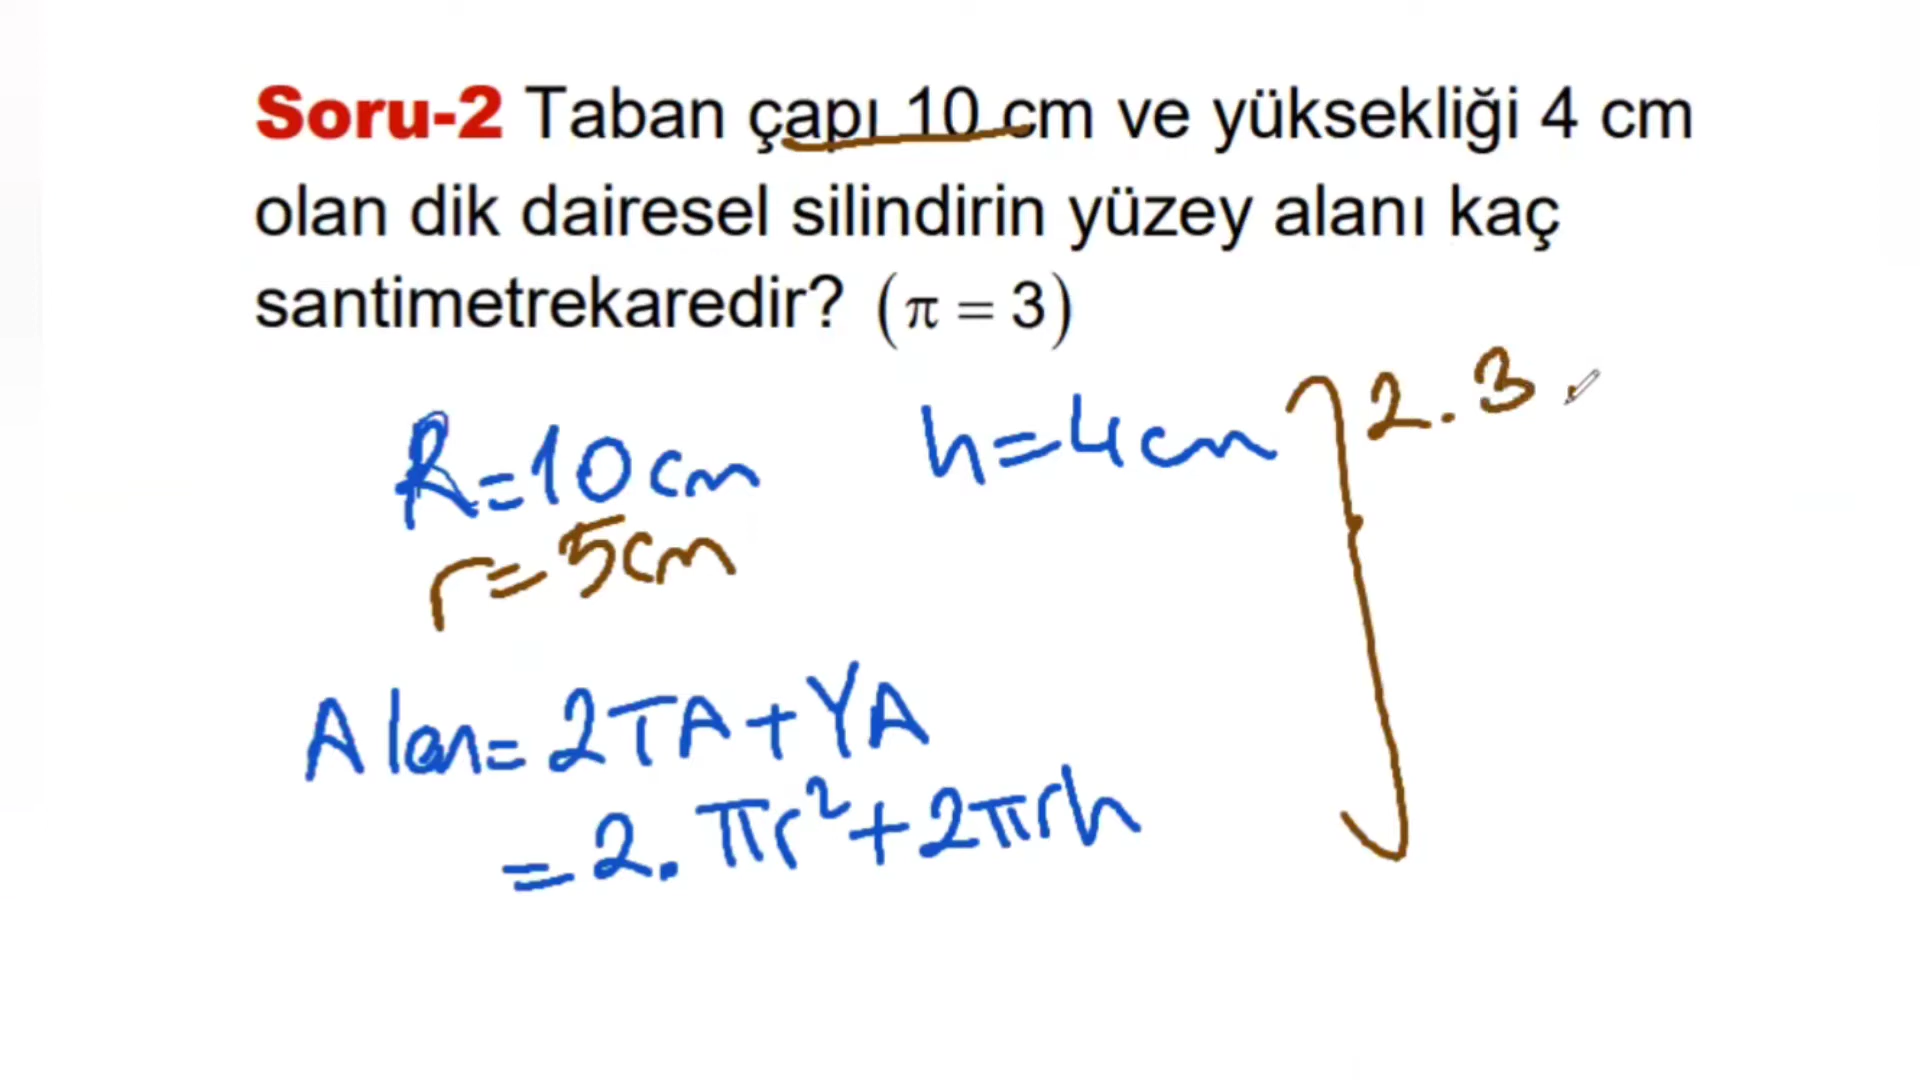 Soru-2 Taban çapı 10 cm ve yüksekliği 4 cm
olan dik dairesel silindirin yüzey alanı kaç
santimetrekaredir? (π = 3)
R=10cm
h=4cm
2.3.
r=5cm
Alan=2TA+YA
=2.πr²+2πrh